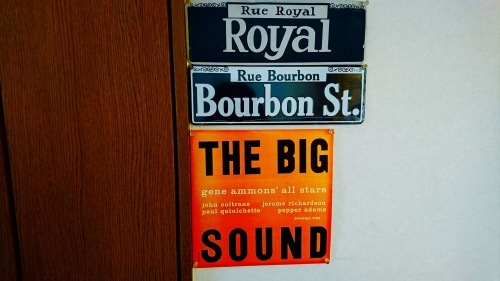 Rue Royal
Royal
Rue Bourbon
Bourbon St.
THE BIG
gene ammons' all stars
john coltrane jerome richardson
paul quinichette pepper adams
SOUND